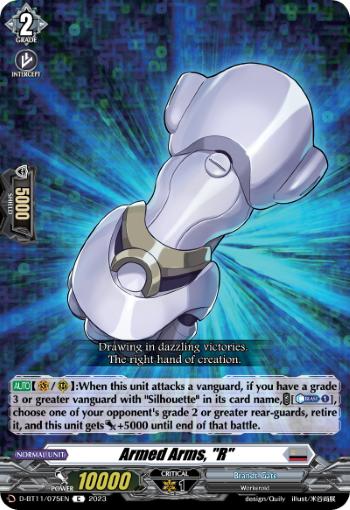 2
GRADE
INTERCEPT
5000
SHIELD
Drawing in dazzling victories.
The right hand of creation.
AUTO【/】:When this unit attacks a vanguard, if you have a grade
3 or greater vanguard with "Silhouette" in its card name,[1],
choose one of your opponent's grade 2 or greater rear-guards, retire
it, and this unit gets+5000 until end of that battle.
NORMAL UNIT
Armed Arms, "R"
POWER 10000
CRITICAL
1
Brandt Gate
Workeroid
D-BT11/075EN C 2023
design/Quily illust/米谷尚展